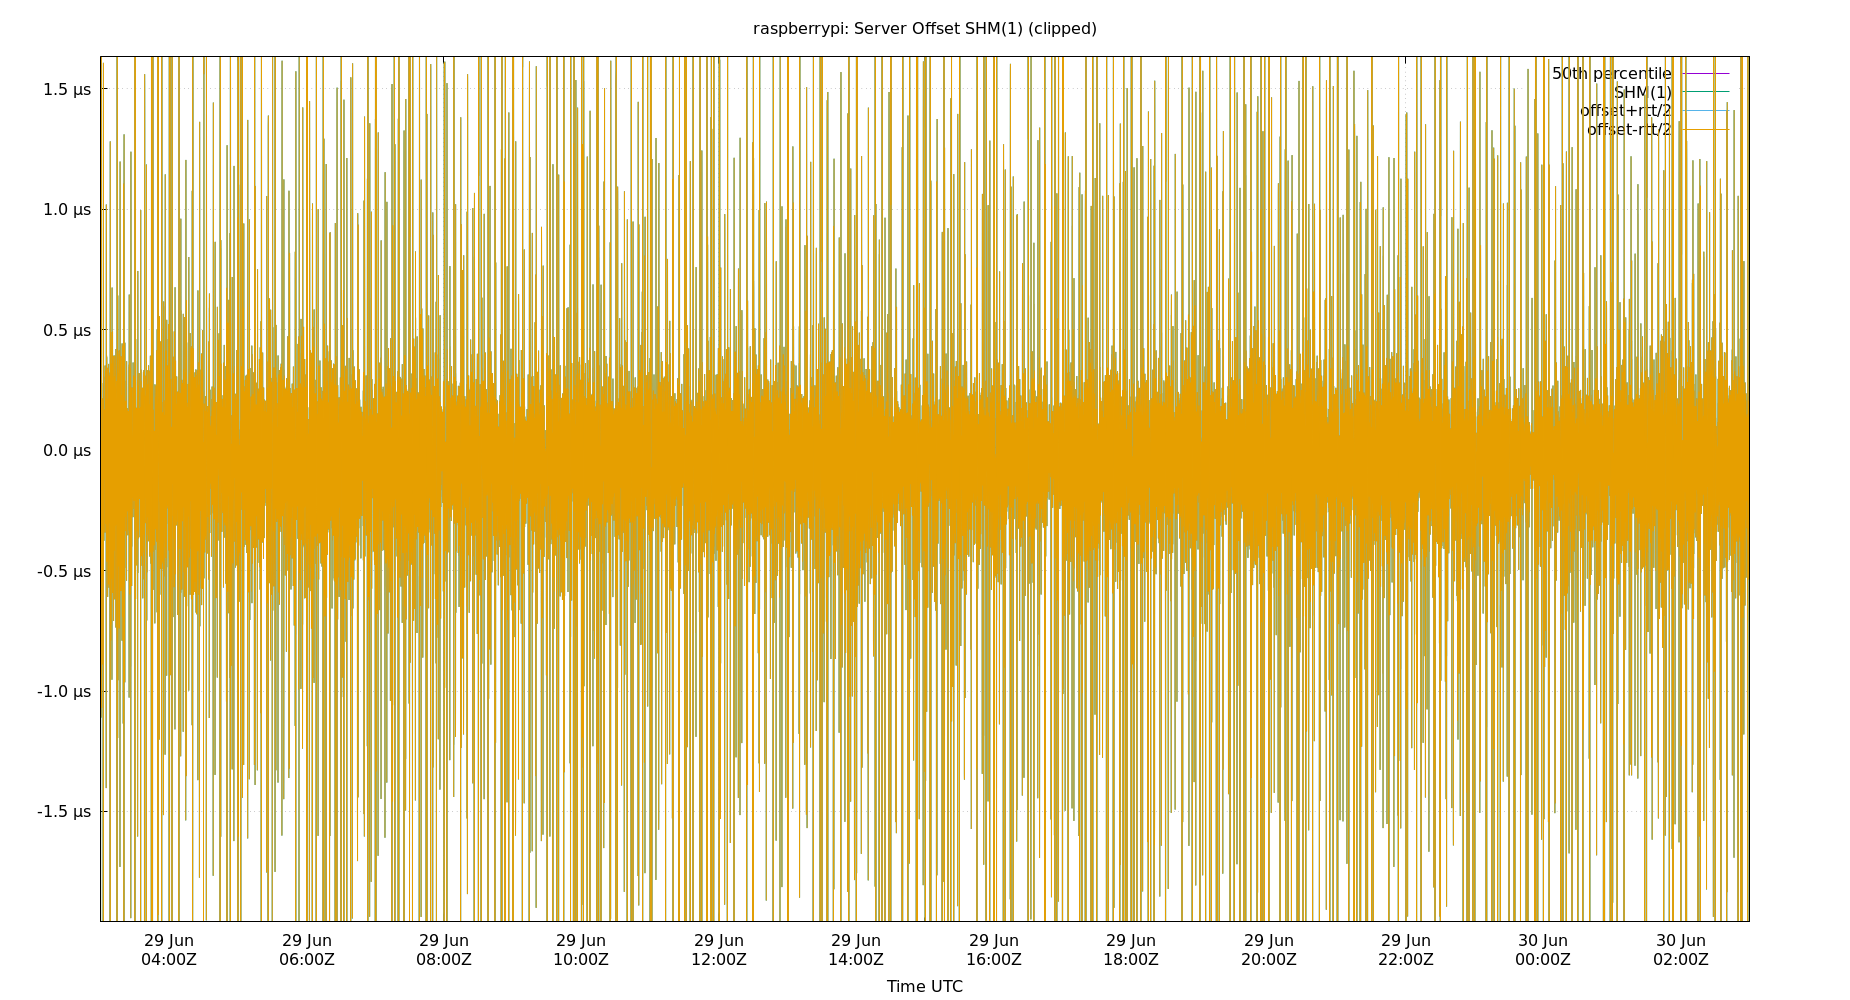 raspberrypi: Server Offset SHM(1) (clipped)
50th percentile
SHM(1)
offset+rtt/2
offset-rtt/2
1.5 µs
1.0 µs
0.5 µs
0.0 µs
-0.5 µs
-1.0 µs
-1.5 µs
29 Jun 29 Jun 29 Jun 29 Jun 29 Jun 29 Jun 29 Jun 29 Jun 29 Jun 29 Jun 30 Jun 30 Jun
04:00Z 06:00Z 08:00Z 10:00Z 12:00Z 14:00Z 16:00Z 18:00Z 20:00Z 22:00Z 00:00Z 02:00Z
Time UTC